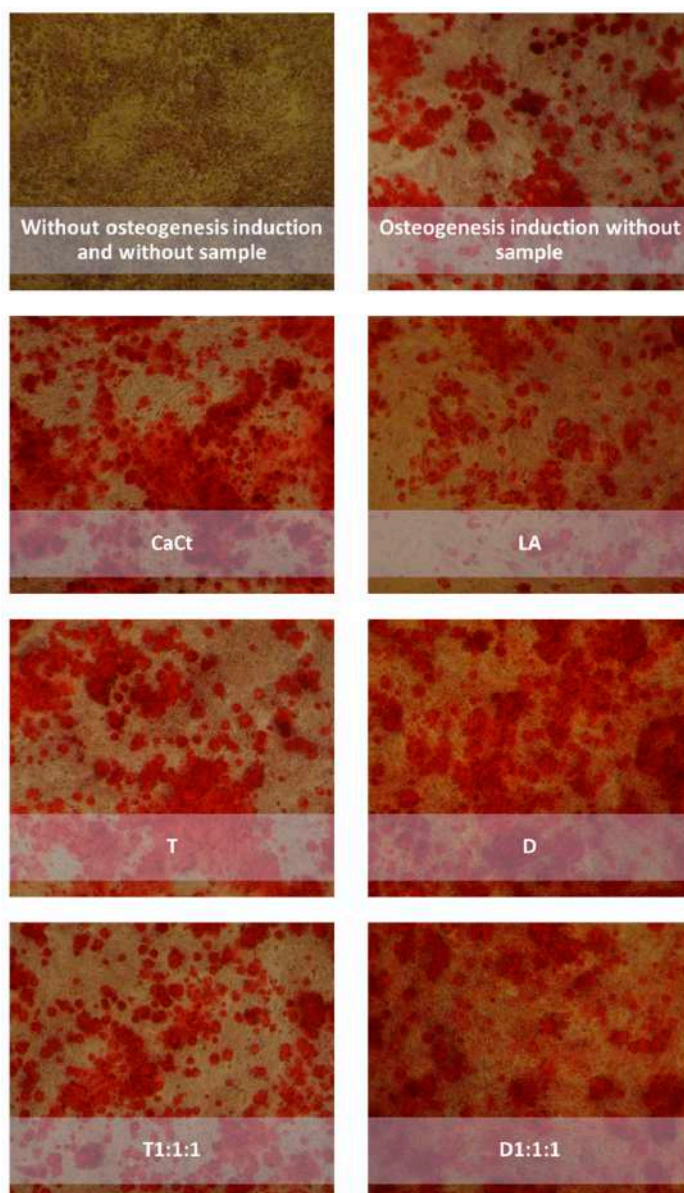 Without osteogenesis induction
and without sample
Osteogenesis induction without
sample
CaCt
LA
T
D
T1:1:1
D1:1:1